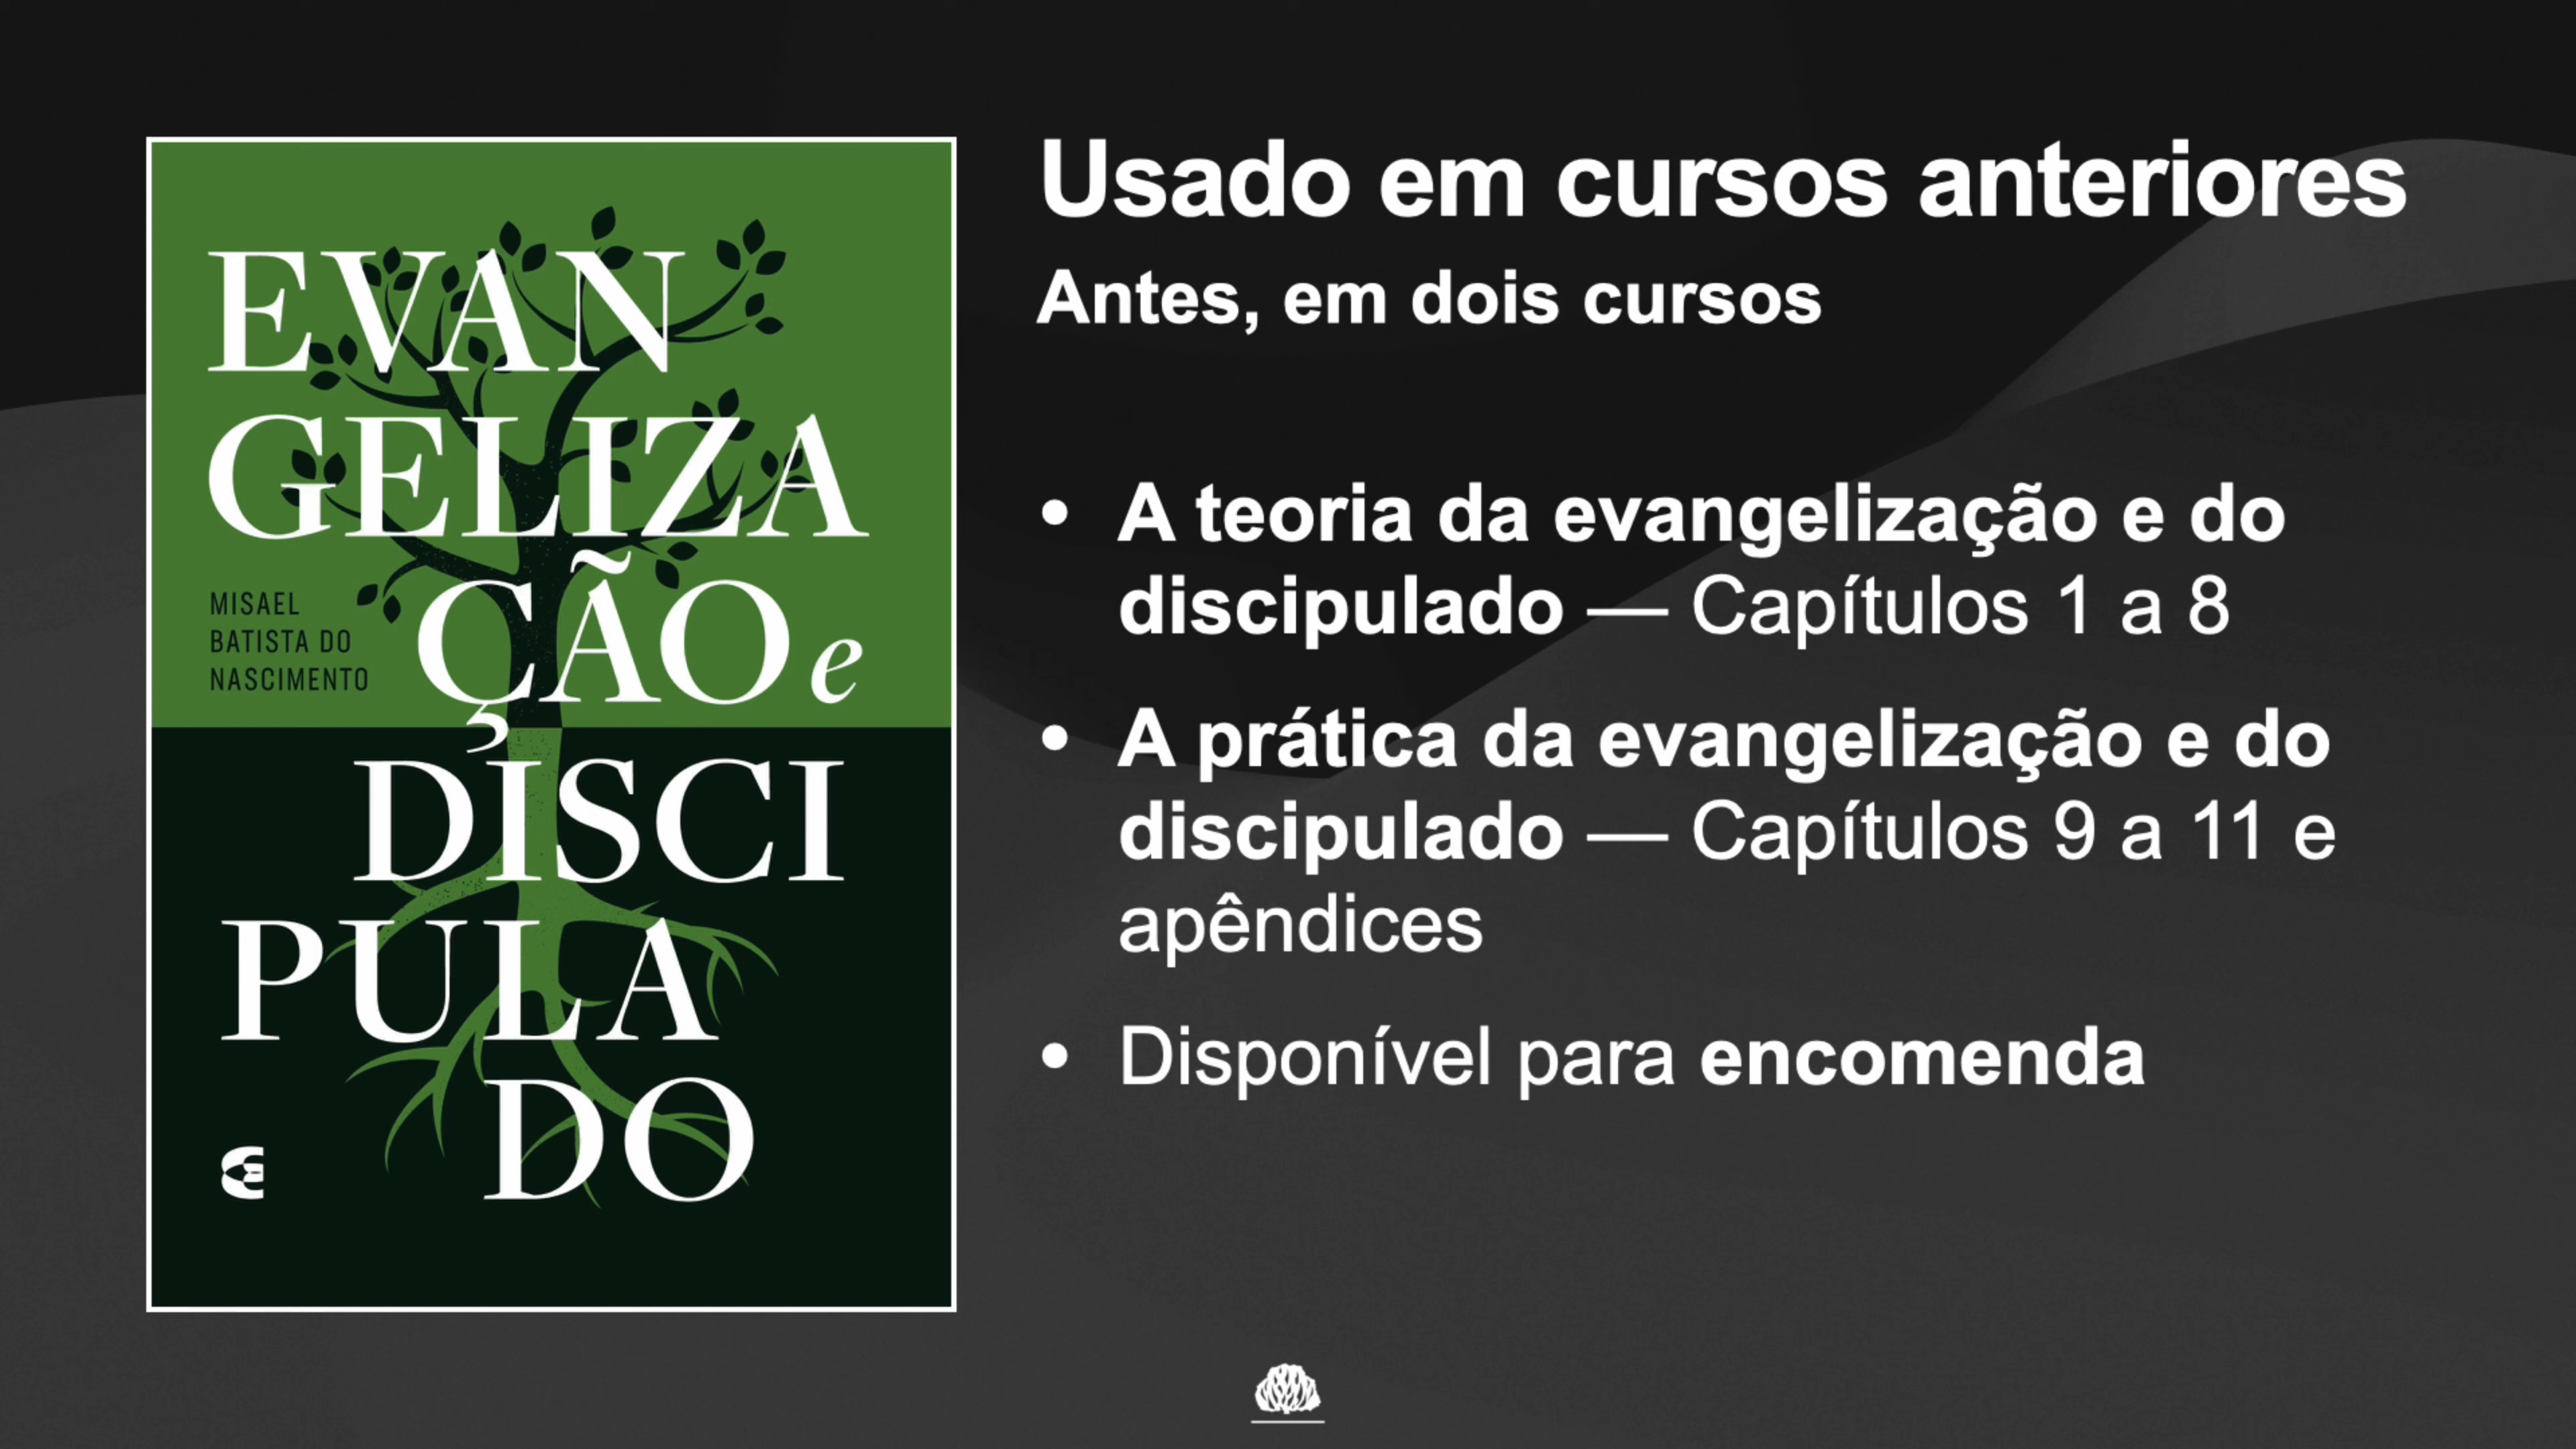 EVAN
GELIZA
ÇÃO e
MISAEL
BATISTA DO
NASCIMENTO
DISCI
PULA
DO
Usado em cursos anteriores
Antes, em dois cursos
• A teoria da evangelização e do
discipulado — Capítulos 1 a 8
• A prática da evangelização e do
discipulado — Capítulos 9 a 11 e
apêndices
• Disponível para encomenda